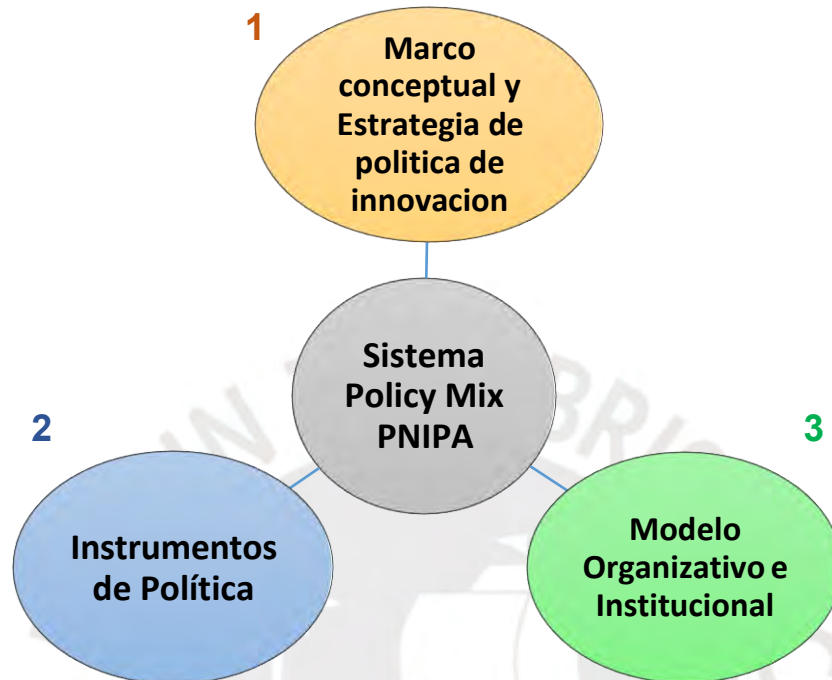 1
Marco
conceptual y
Estrategia de
politica de
innovacion
Sistema
Policy Mix
PNIPA
2
Instrumentos
de Política
3
Modelo
Organizativo e
Institucional